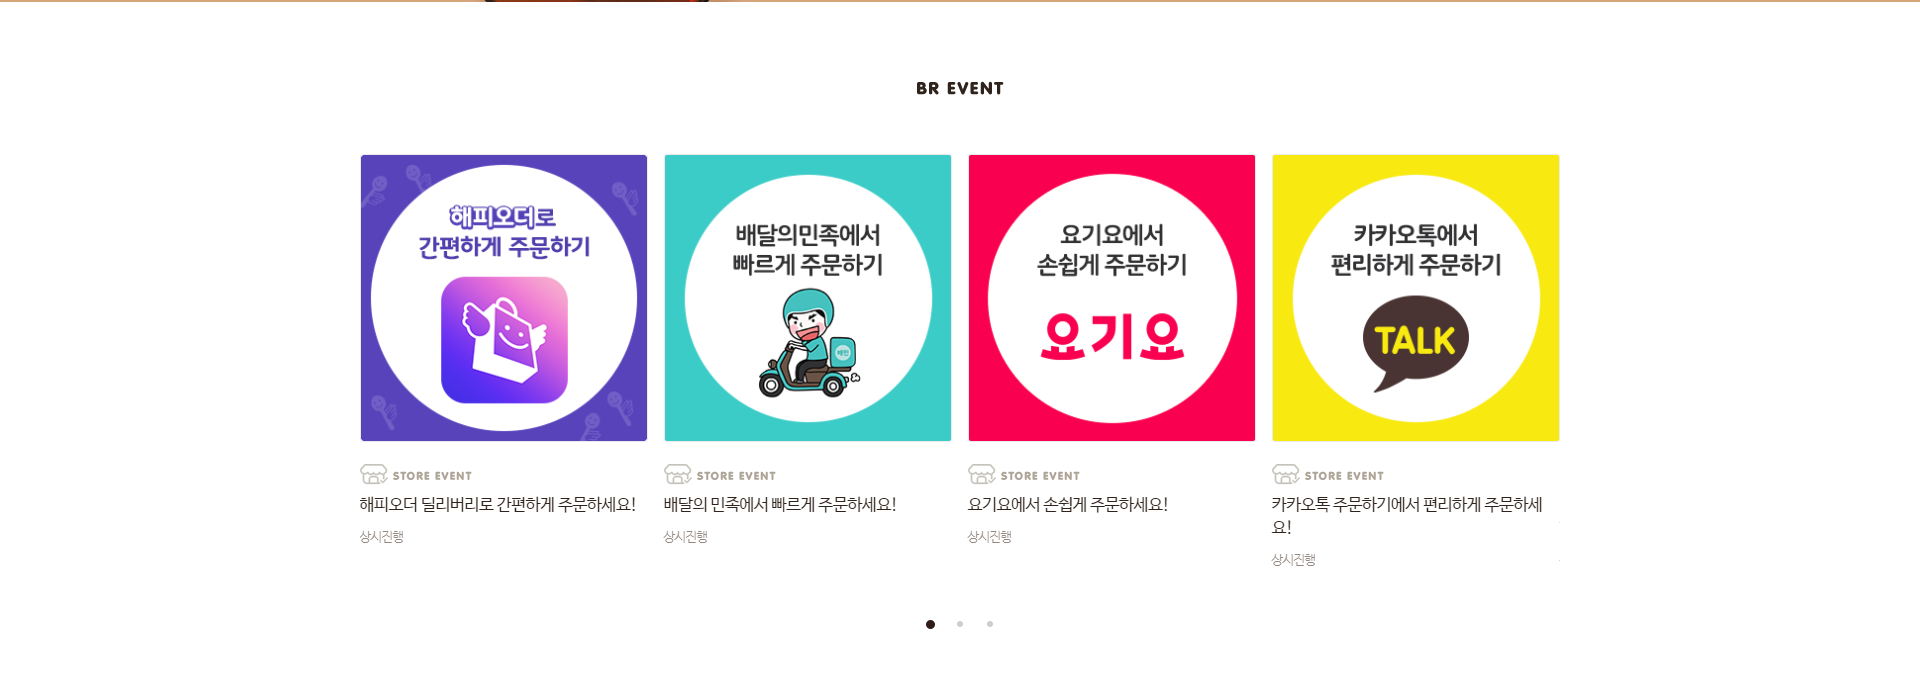 BR EVENT
해피오더로
간편하게 주문하기
배달의민족에서
빠르게 주문하기
배민
요기요에서
손쉽게 주문하기
요기요
카카오톡에서
편리하게 주문하기
TALK
STORE EVENT
해피오더 딜리버리로 간편하게 주문하세요!
상시진행
STORE EVENT
배달의 민족에서 빠르게 주문하세요!
상시진행
STORE EVENT
요기요에서 손쉽게 주문하세요!
상시진행
STORE EVENT
카카오톡 주문하기에서 편리하게 주문하세
요!
상시진행